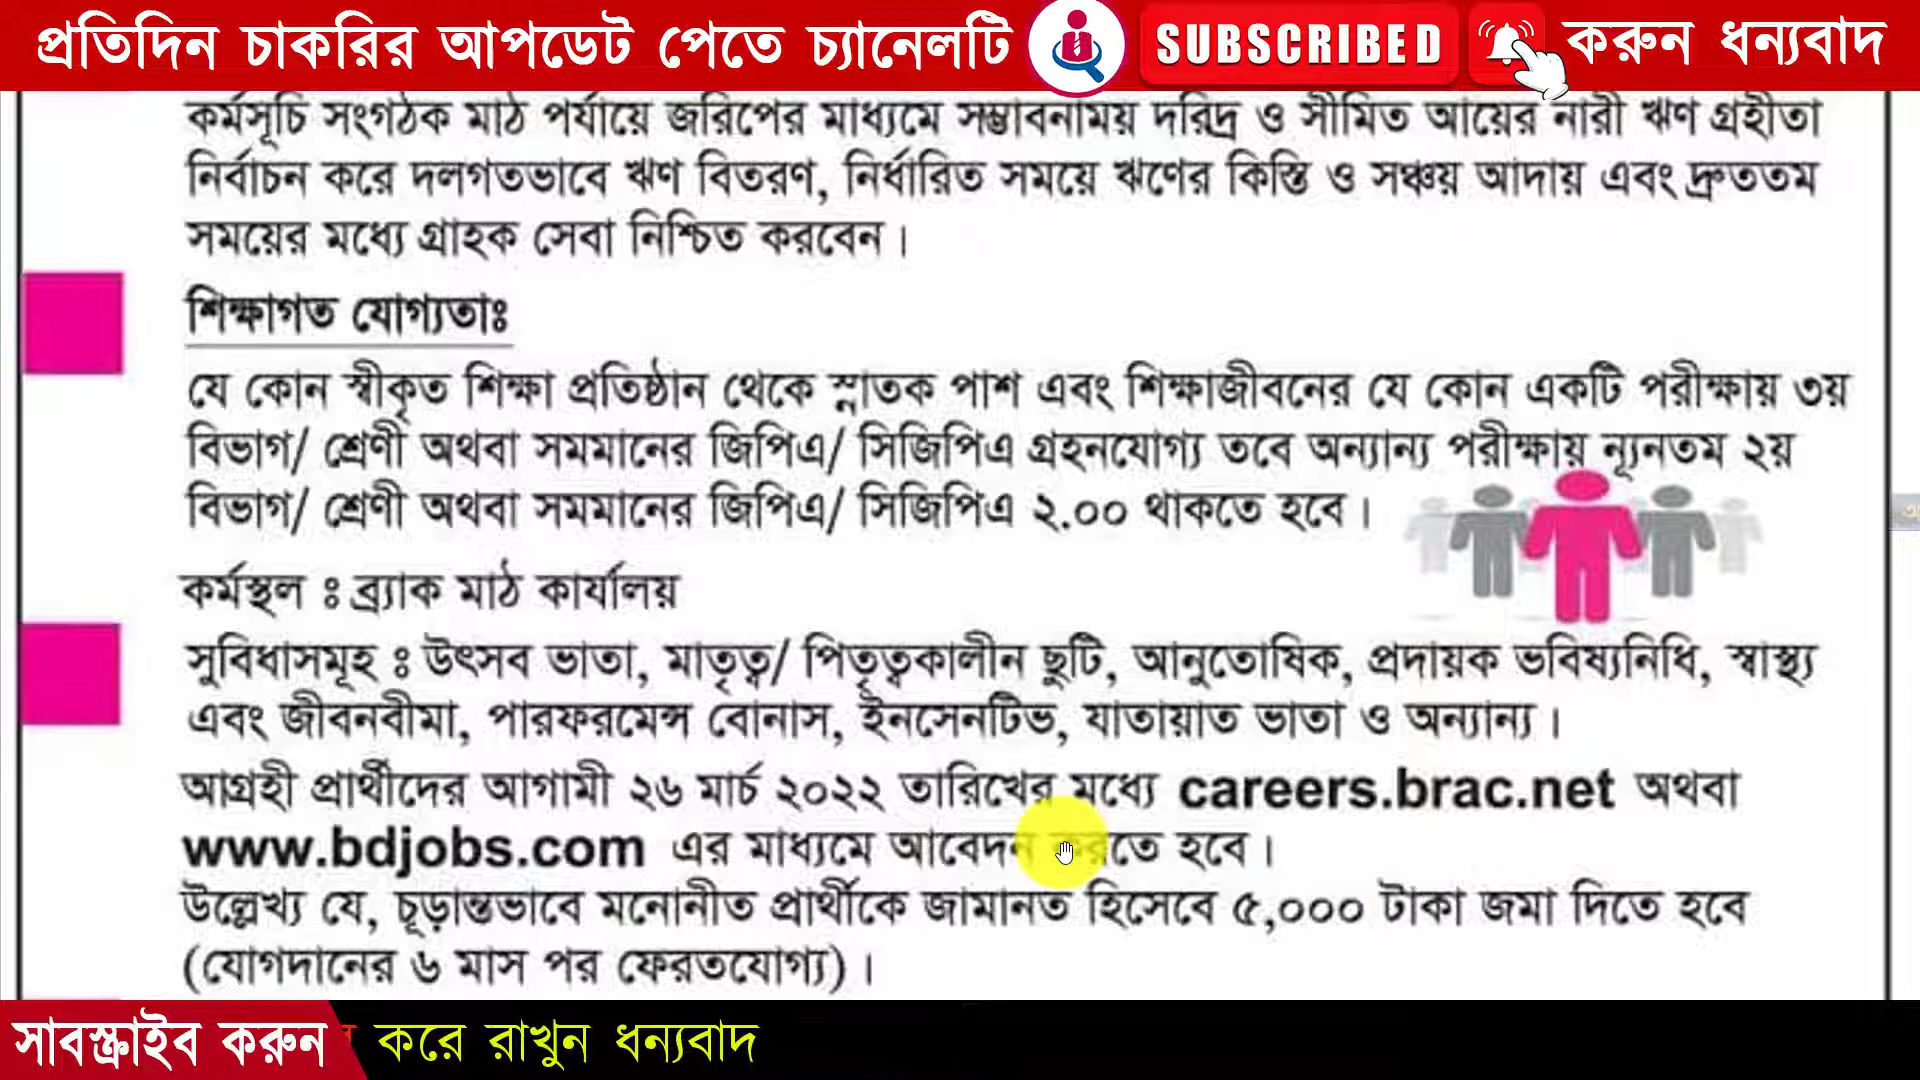 প্রতিদিন চাকরির আপডেট পেতে চ্যানেলটি SUBSCRIBED করুন ধন্যবাদ
কর্মসূচি সংগঠক মাঠ পর্যায়ে জরিপের মাধ্যমে সম্ভাবনাময় দরিদ্র ও সীমিত আয়ের নারী ঋণ গ্রহীতা
নির্বাচন করে দলগতভাবে ঋণ বিতরণ, নির্ধারিত সময়ে ঋণের কিস্তি ও সঞ্চয় আদায় এবং দ্রুততম
সময়ের মধ্যে গ্রাহক সেবা নিশ্চিত করবেন।
শিক্ষাগত যোগ্যতাঃ
যে কোন স্বীকৃত শিক্ষা প্রতিষ্ঠান থেকে স্নাতক পাশ এবং শিক্ষাজীবনের যে কোন একটি পরীক্ষায় ৩য়
বিভাগ/ শ্রেণী অথবা সমমানের জিপিএ/ সিজিপিএ গ্রহনযোগ্য তবে অন্যান্য পরীক্ষায় ন্যূনতম ২য়
বিভাগ/ শ্রেণী অথবা সমমানের জিপিএ/ সিজিপিএ ২.০০ থাকতে হবে।
কর্মস্থল ঃ ব্র্যাক মাঠ কার্যালয়
সুবিধাসমূহ ঃ উৎসব ভাতা, মাতৃত্ব/ পিতৃত্বকালীন ছুটি, আনুতোষিক, প্রদায়ক ভবিষ্যনিধি, স্বাস্থ্য
এবং জীবনবীমা, পারফরমেন্স বোনাস, ইনসেনটিভ, যাতায়াত ভাতা ও অন্যান্য।
আগ্রহী প্রার্থীদের আগামী ২৬ মার্চ ২০২২ তারিখের মধ্যে careers.brac.net অথবা
www.bdjobs.com এর মাধ্যমে আবেদন করতে হবে।
উল্লেখ্য যে, চূড়ান্তভাবে মনোনীত প্রার্থীকে জামানত হিসেবে ৫,০০০ টাকা জমা দিতে হবে
(যোগদানের ৬ মাস পর ফেরতযোগ্য)।
সাবস্ক্রাইব করুন করে রাখুন ধন্যবাদ